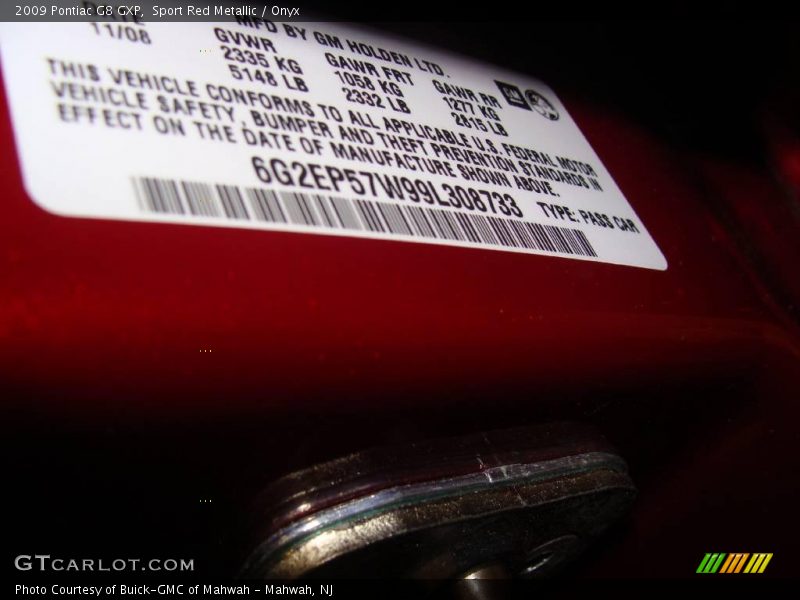 2009 Pontiac G8 GXP, Sport Red Metallic / Onyx
DATE
11/08
MFD BY GM HOLDEN LTD.
GVWR
2335 KG
5148 LB
GAWR FRT
1058 KG
2332 LB
GAWR RR
1277 KG
2815 LB
GM
THIS VEHICLE CONFORMS TO ALL APPLICABLE U.S. FEDERAL MOTOR
VEHICLE SAFETY, BUMPER AND THEFT PREVENTION STANDARDS IN
EFFECT ON THE DATE OF MANUFACTURE SHOWN ABOVE.
6G2EP57W99L308733
TYPE: PASS CAR
GTCARLOT.COM
Photo Courtesy of Buick-GMC of Mahwah - Mahwah, NJ